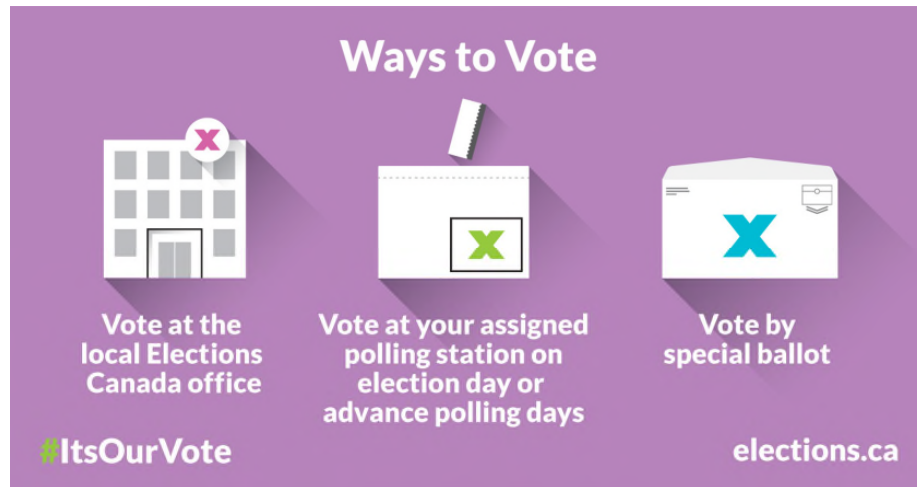 Ways to Vote
X
X
X
Vote at the
local Elections
Canada office
Vote at your assigned
polling station on
election day or
advance polling days
Vote by
special ballot
#ItsOurVote
elections.ca